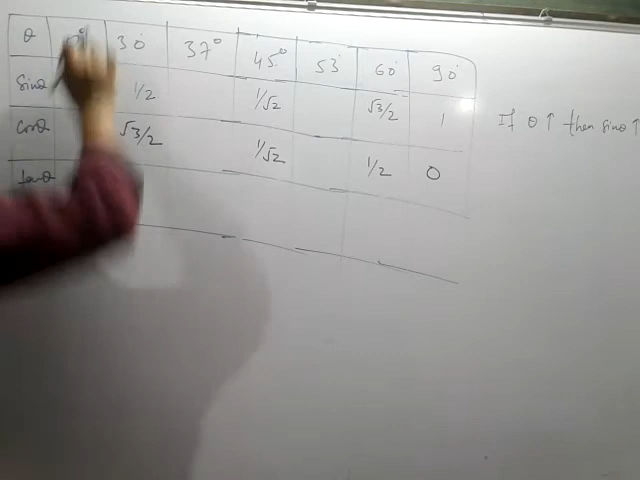 θ 0° 30° 37° 45° 53° 60° 90°
Sinθ 1/2 1/√2 √3/2 1
Cosθ √3/2 1/√2 1/2 0
tanθ
If θ ↑ then sinθ ↑